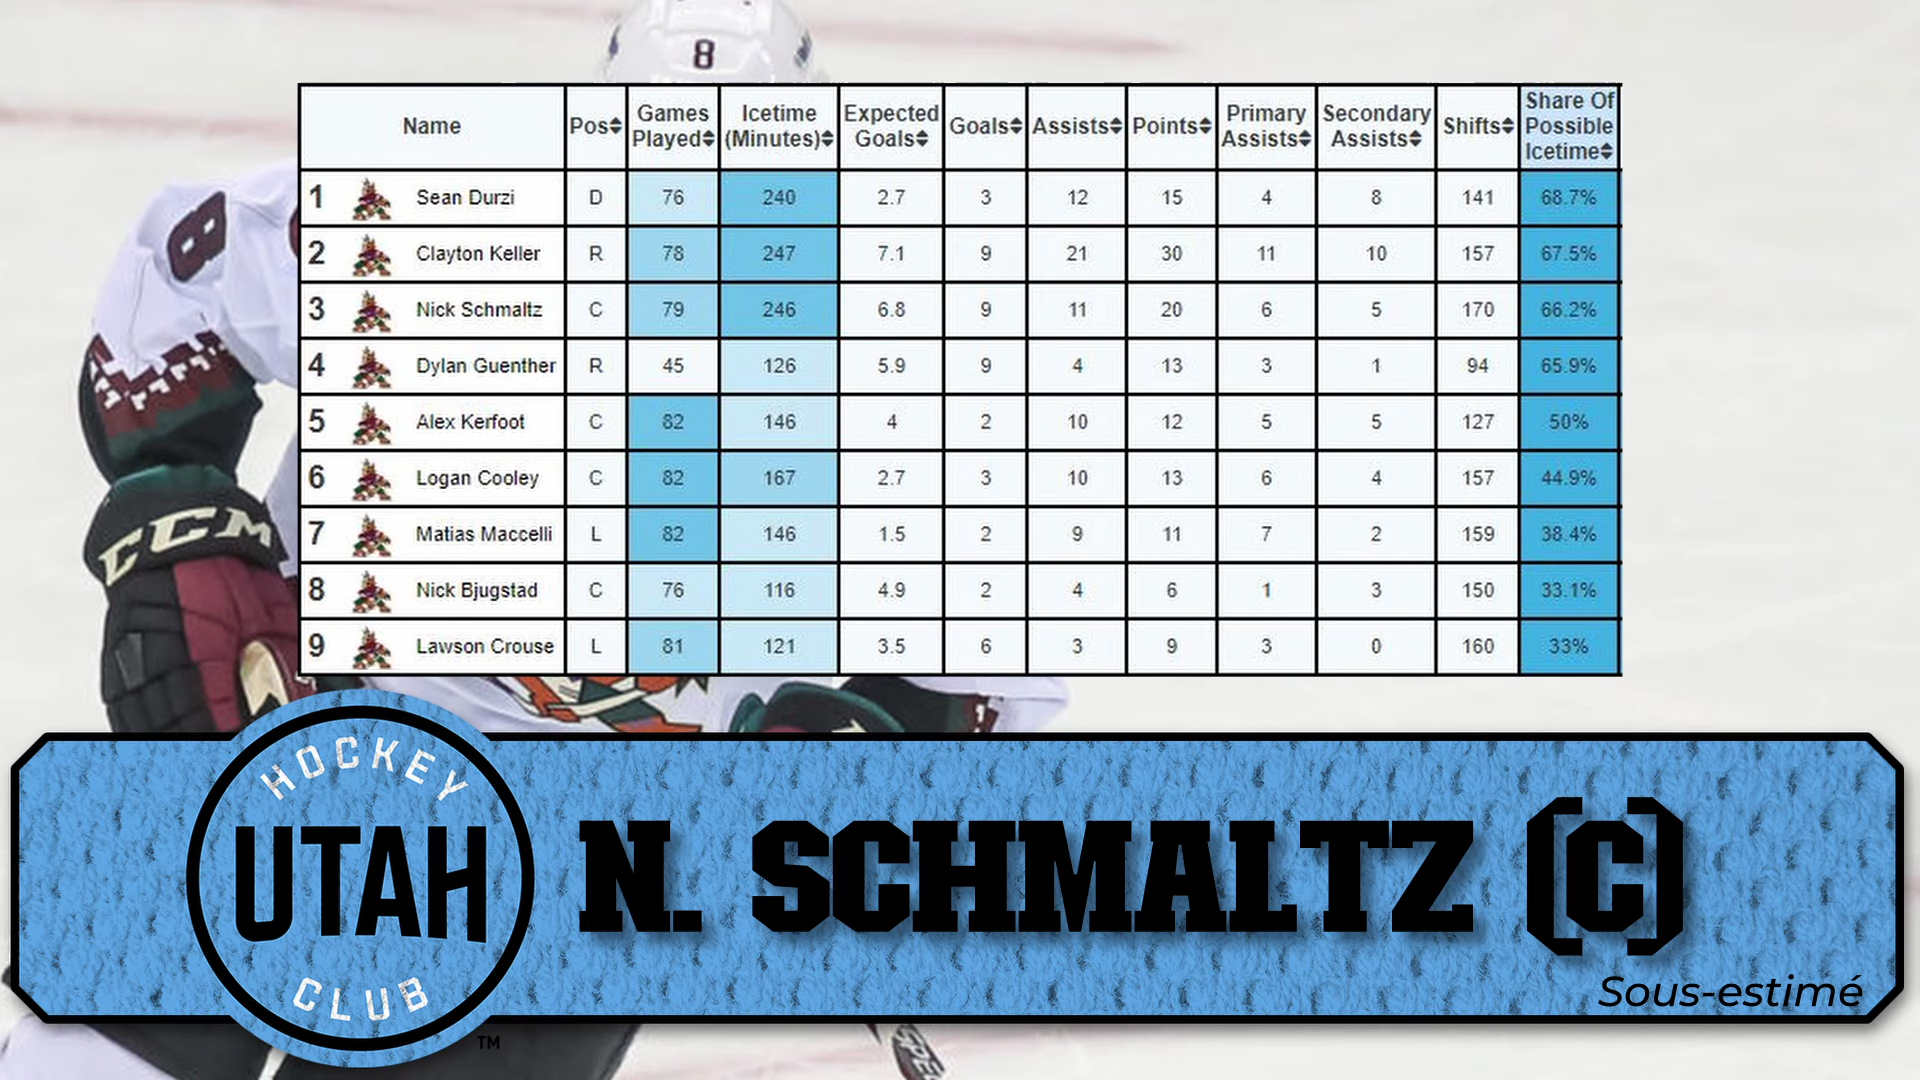 8
Name Pos Games Played Icetime (Minutes) Expected Goals Goals Assists Points Primary Assists Secondary Assists Shifts Share Of Possible Icetime
1 Sean Durzi D 76 240 2.7 3 12 15 4 8 141 68.7%
2 Clayton Keller R 78 247 7.1 9 21 30 11 10 157 67.5%
3 Nick Schmaltz C 79 246 6.8 9 11 20 6 5 170 66.2%
4 Dylan Guenther R 45 126 5.9 9 4 13 3 1 94 65.9%
5 Alex Kerfoot C 82 146 4 2 10 12 5 5 127 50%
6 Logan Cooley C 82 167 2.7 3 10 13 6 4 157 44.9%
7 Matias Maccelli L 82 146 1.5 2 9 11 7 2 159 38.4%
8 Nick Bjugstad C 76 116 4.9 2 4 6 1 3 150 33.1%
9 Lawson Crouse L 81 121 3.5 6 3 9 3 0 160 33%
8
CCM
HOCKEY
UTAH
CLUB
TM
N. SCHMALTZ (C)
Sous-estimé